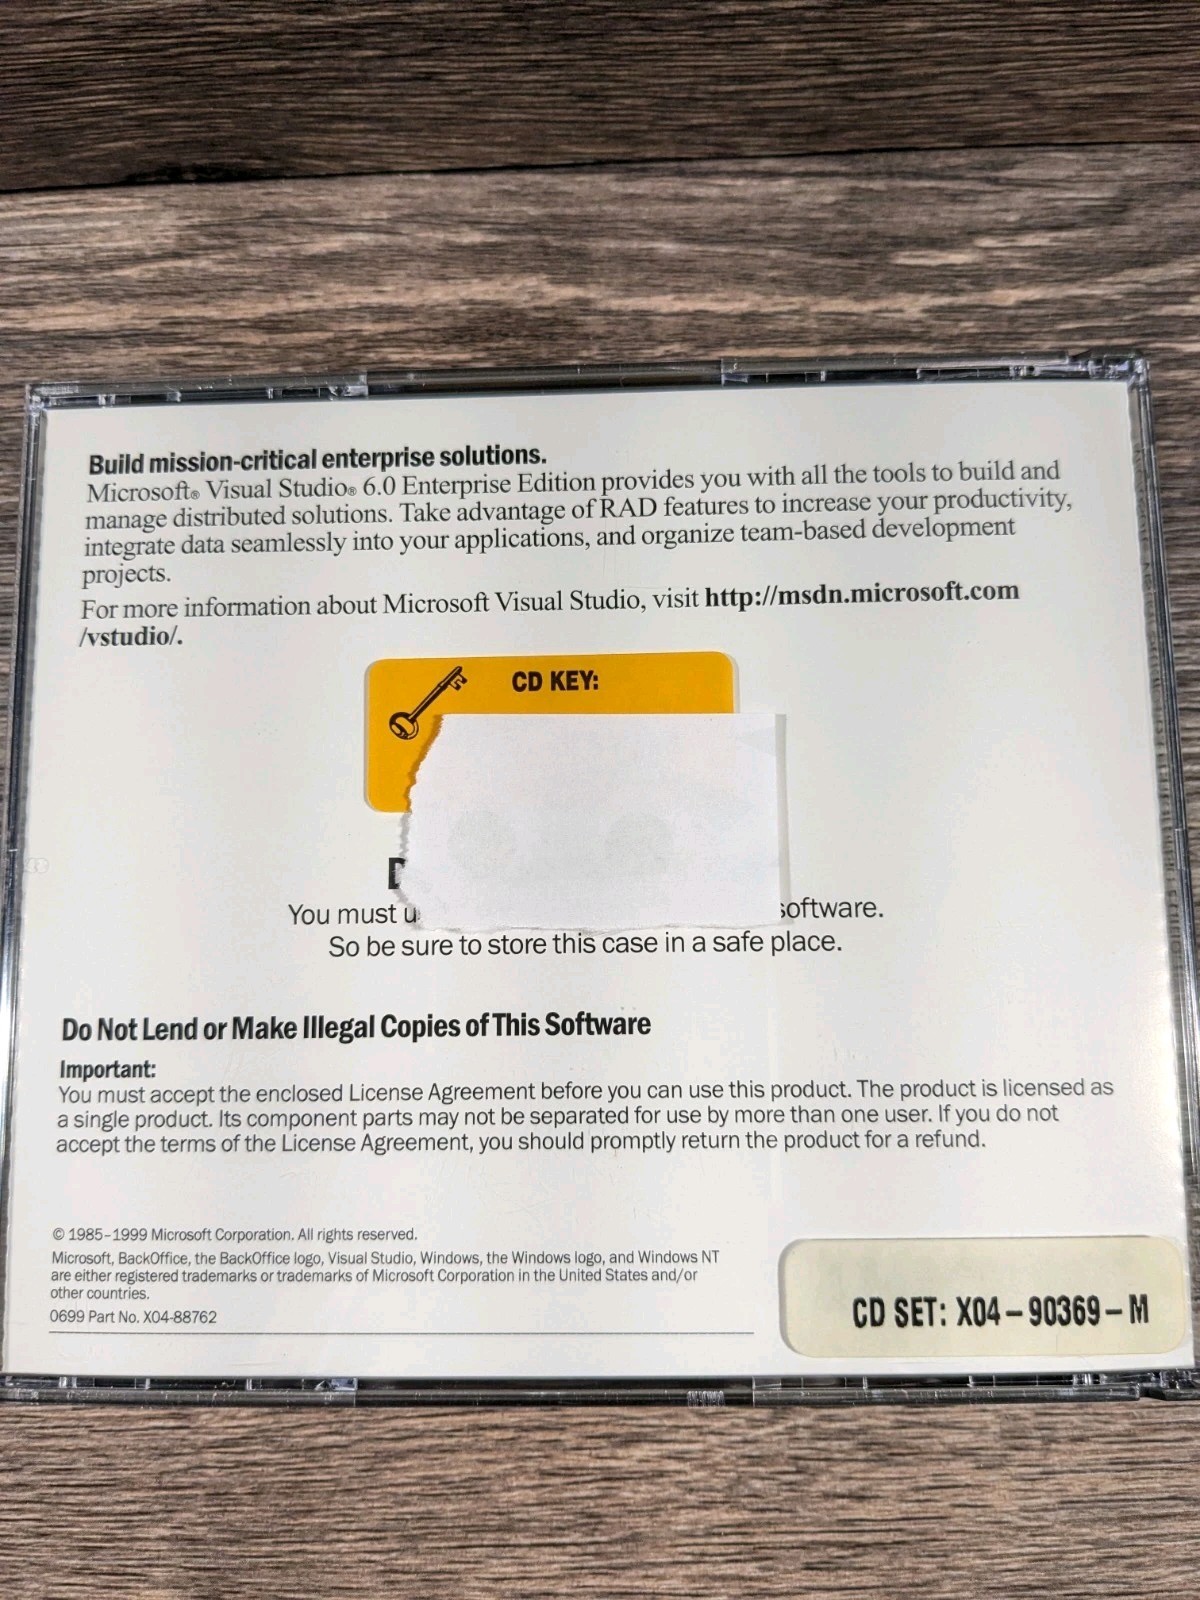 Build mission-critical enterprise solutions.
Microsoft® Visual Studio® 6.0 Enterprise Edition provides you with all the tools to build and
manage distributed solutions. Take advantage of RAD features to increase your productivity,
integrate data seamlessly into your applications, and organize team-based development
projects.
For more information about Microsoft Visual Studio, visit http://msdn.microsoft.com
/vstudio/.
CD KEY:
You must software.
So be sure to store this case in a safe place.
Do Not Lend or Make Illegal Copies of This Software
Important:
You must accept the enclosed License Agreement before you can use this product. The product is licensed as
a single product. Its component parts may not be separated for use by more than one user. If you do not
accept the terms of the License Agreement, you should promptly return the product for a refund.
© 1985–1999 Microsoft Corporation. All rights reserved.
Microsoft, BackOffice, the BackOffice logo, Visual Studio, Windows, the Windows logo, and Windows NT
are either registered trademarks or trademarks of Microsoft Corporation in the United States and/or
other countries.
0699 Part No. X04-88762
CD SET: X04-90369-M